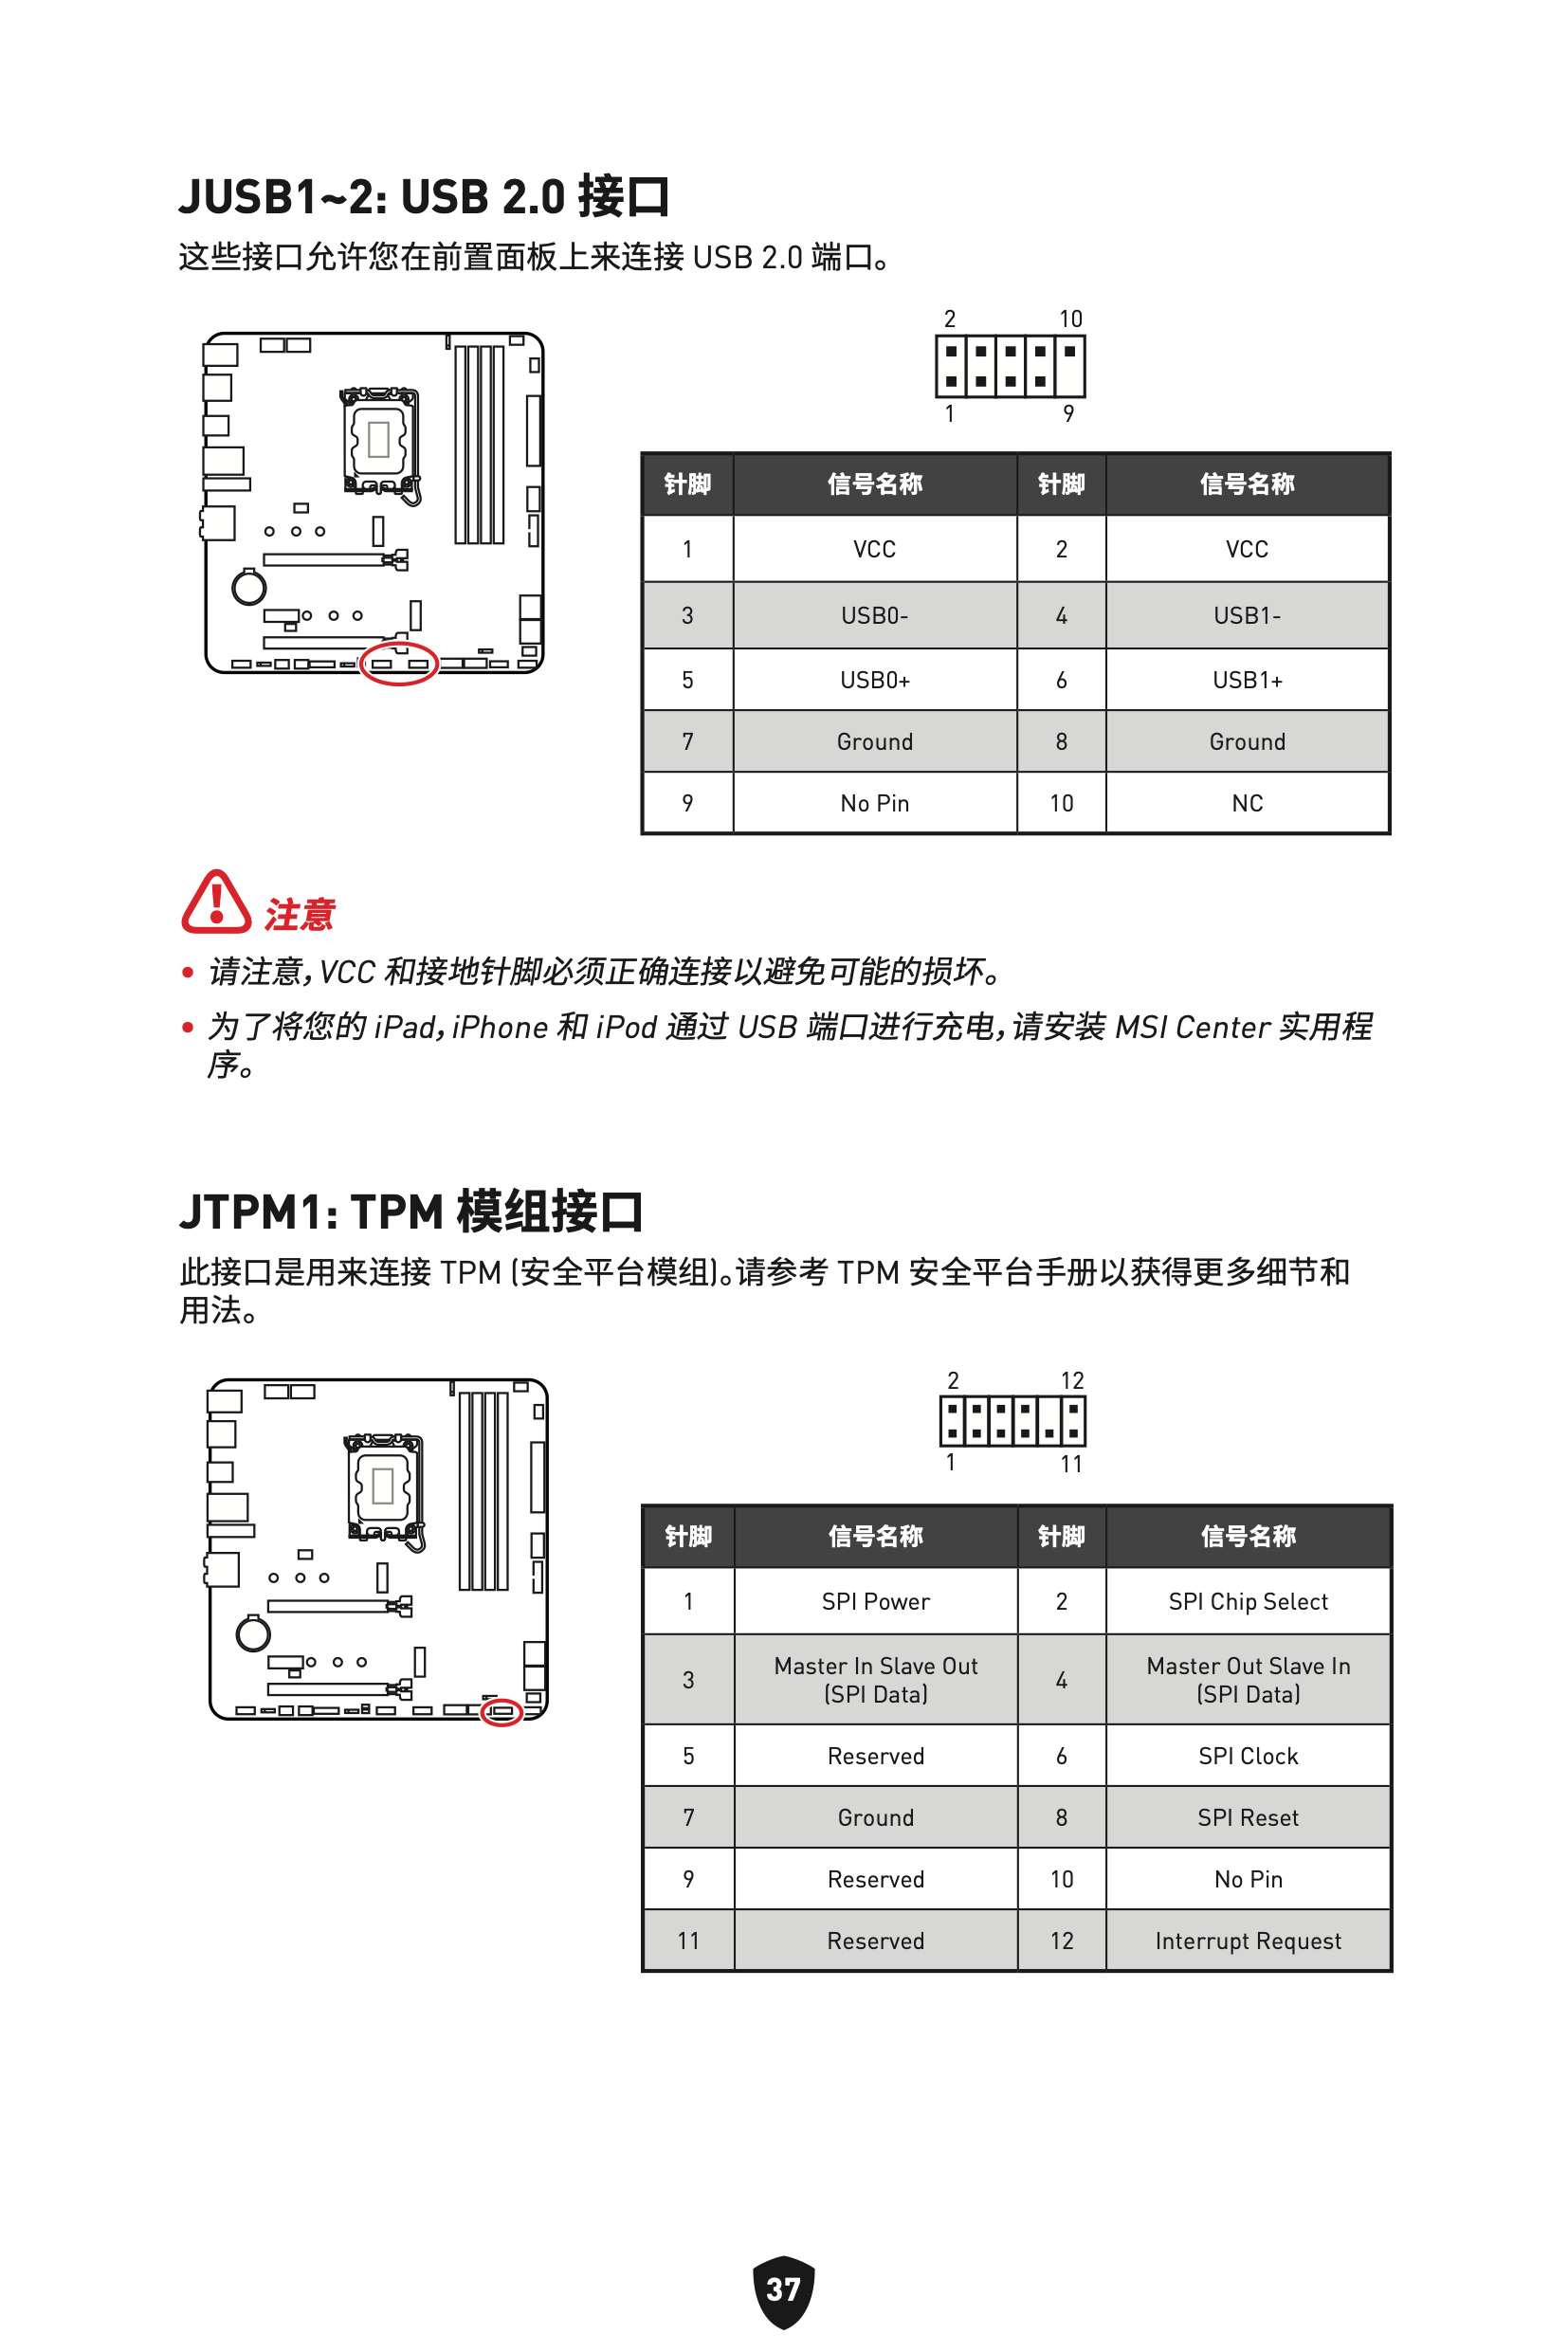 JUSB1~2: USB 2.0 接口
这些接口允许您在前置面板上来连接 USB 2.0 端口。
2 10
1 9
针脚 信号名称 针脚 信号名称
1 VCC 2 VCC
3 USB0- 4 USB1-
5 USB0+ 6 USB1+
7 Ground 8 Ground
9 No Pin 10 NC
注意
• 请注意，VCC 和接地针脚必须正确连接以避免可能的损坏。
• 为了将您的 iPad，iPhone 和 iPod 通过 USB 端口进行充电，请安装 MSI Center 实用程
序。
JTPM1: TPM 模组接口
此接口是用来连接 TPM (安全平台模组)。请参考 TPM 安全平台手册以获得更多细节和
用法。
2 12
1 11
针脚 信号名称 针脚 信号名称
1 SPI Power 2 SPI Chip Select
3 Master In Slave Out (SPI Data) 4 Master Out Slave In (SPI Data)
5 Reserved 6 SPI Clock
7 Ground 8 SPI Reset
9 Reserved 10 No Pin
11 Reserved 12 Interrupt Request
37